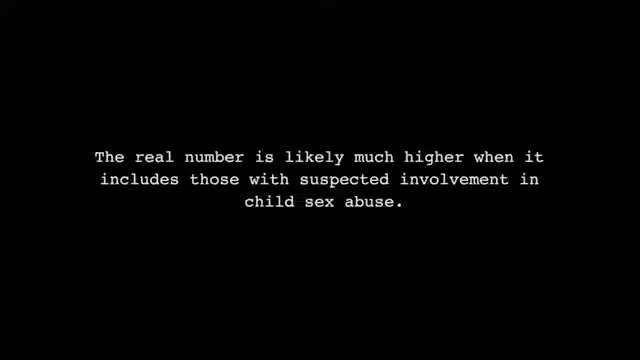 The real number is likely much higher when it
includes those with suspected involvement in
child sex abuse.